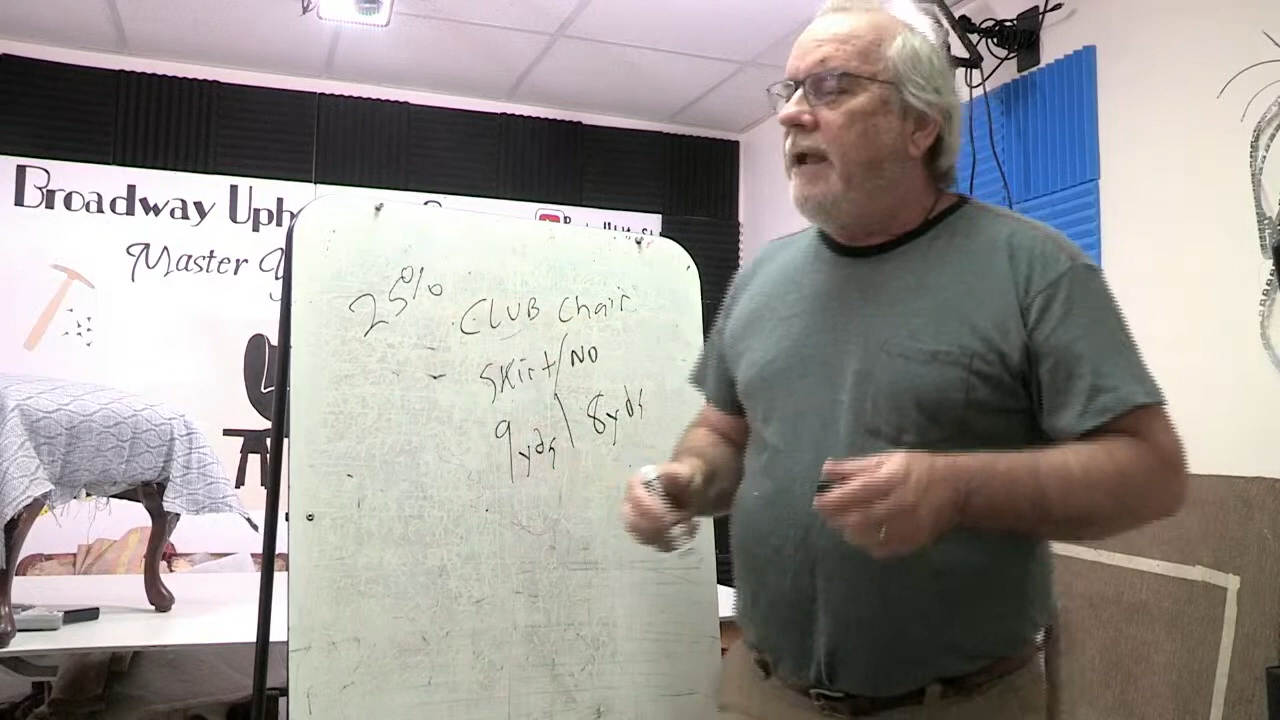 Broadway Uph
Master
25% CLUB Chair
Skirt/NO
9yds \ 8yds